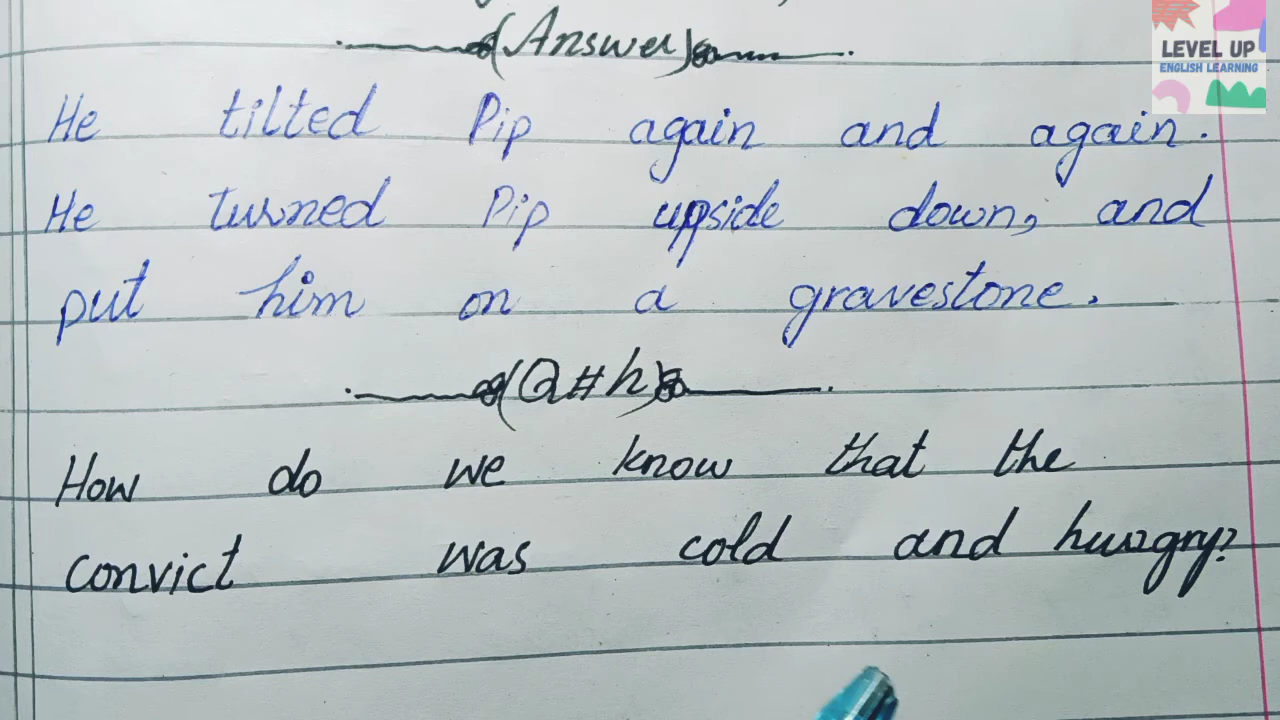 (Answer)
LEVEL UP
ENGLISH LEARNING
He tilted Pip again and again.
He turned Pip upside down, and
put him on a gravestone.
(Q#h)
How do we know that the
convict was cold and hungry?